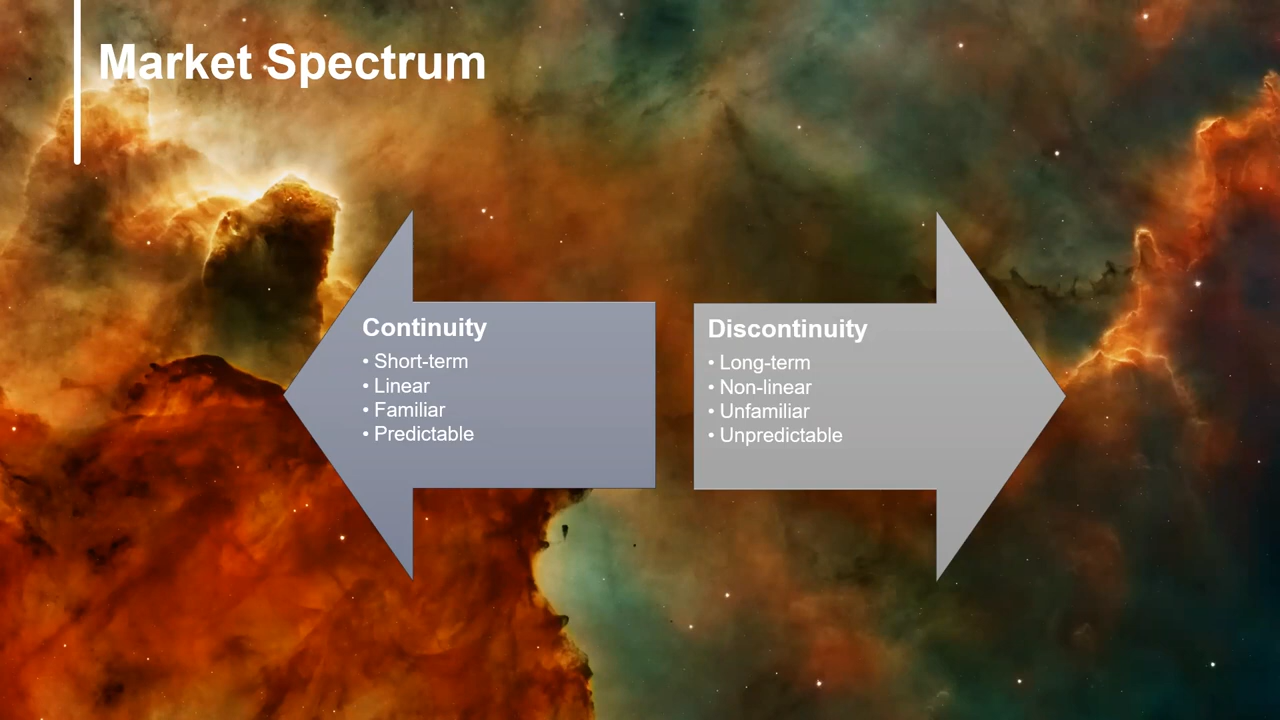 Market Spectrum
Continuity
• Short-term
• Linear
• Familiar
• Predictable
Discontinuity
• Long-term
• Non-linear
• Unfamiliar
• Unpredictable